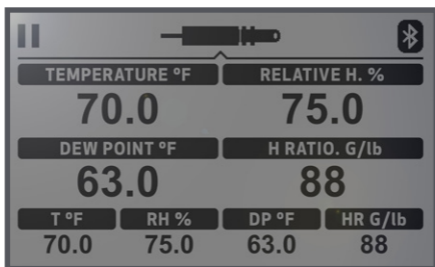 TEMPERATURE °F RELATIVE H. %
70.0 75.0
DEW POINT °F H RATIO. G/lb
63.0 88
T °F RH % DP °F HR G/lb
70.0 75.0 63.0 88